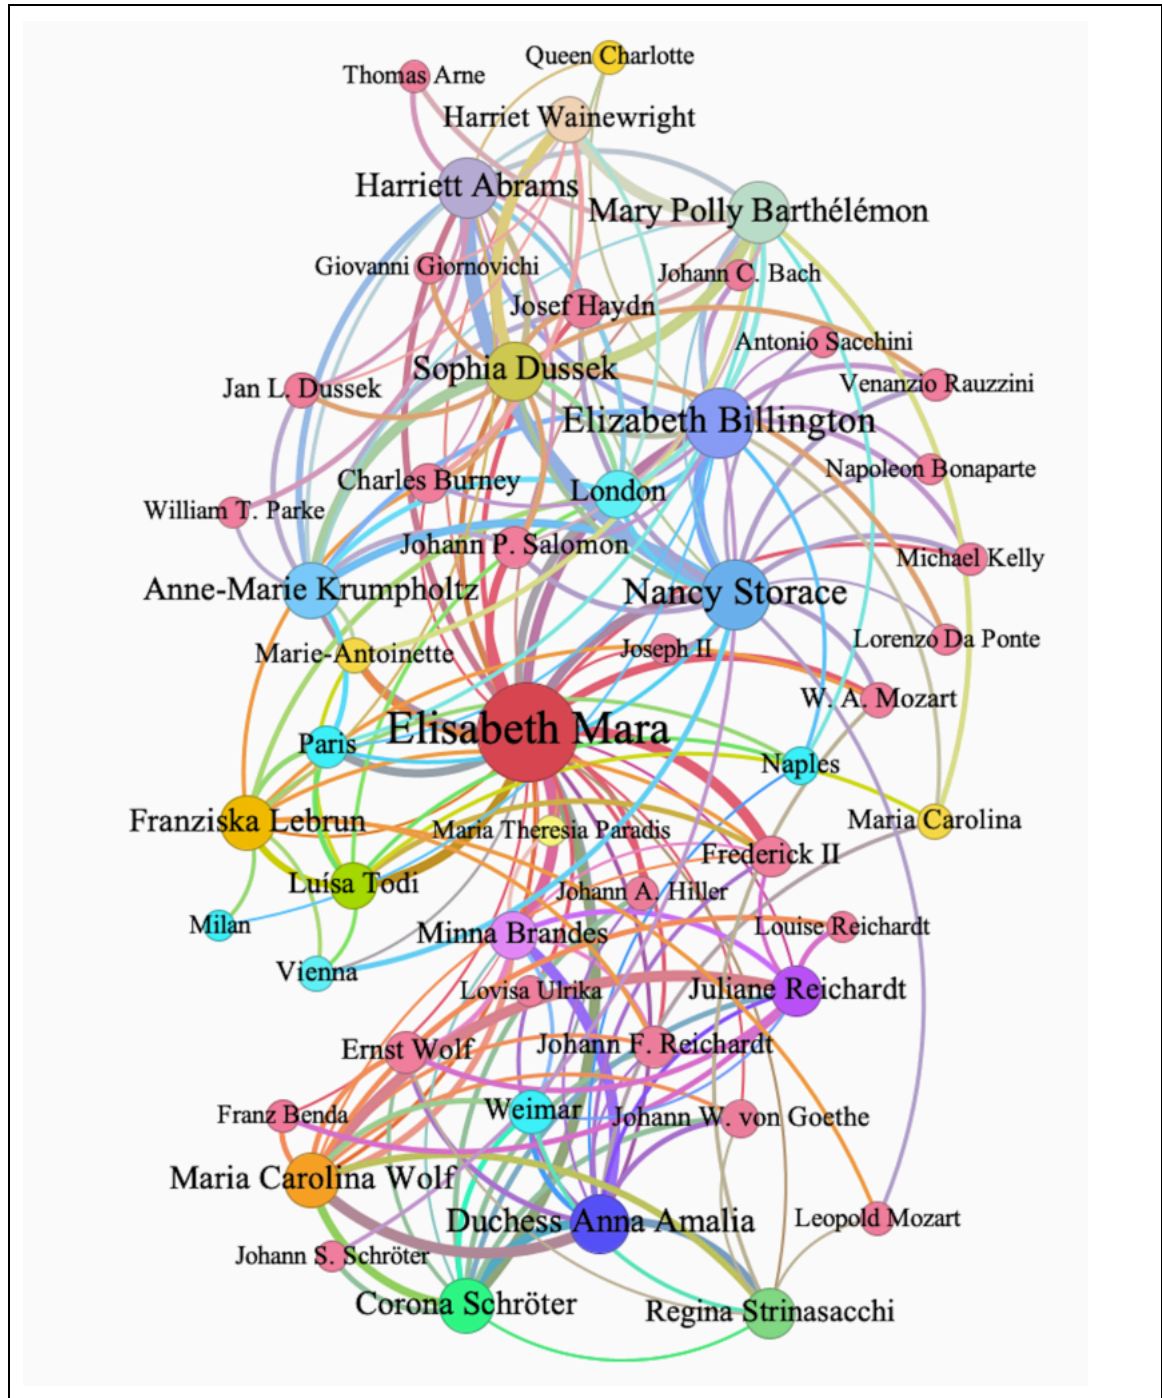 Queen Charlotte
Thomas Arne
Harriet Wainewright
Harriett Abrams
Mary Polly Barthélémon
Giovanni Giornovichi
Johann C. Bach
Josef Haydn
Antonio Sacchini
Sophia Dussek
Venanzio Rauzzini
Jan L. Dussek
Elizabeth Billington
Napoleon Bonaparte
Charles Burney
London
William T. Parke
Johann P. Salomon
Michael Kelly
Anne-Marie Krumpholtz
Nancy Storace
Lorenzo Da Ponte
Marie-Antoinette
Joseph II
W. A. Mozart
Elisabeth Mara
Paris
Naples
Franziska Lebrun
Maria Theresia Paradis
Maria Carolina
Frederick II
Luísa Todi
Johann A. Hiller
Milan
Louise Reichardt
Minna Brandes
Vienna
Lovisa Ulrika
Juliane Reichardt
Ernst Wolf
Johann F. Reichardt
Franz Benda
Weimar
Johann W. von Goethe
Maria Carolina Wolf
Duchess Anna Amalia
Leopold Mozart
Johann S. Schröter
Corona Schröter
Regina Strinasacchi